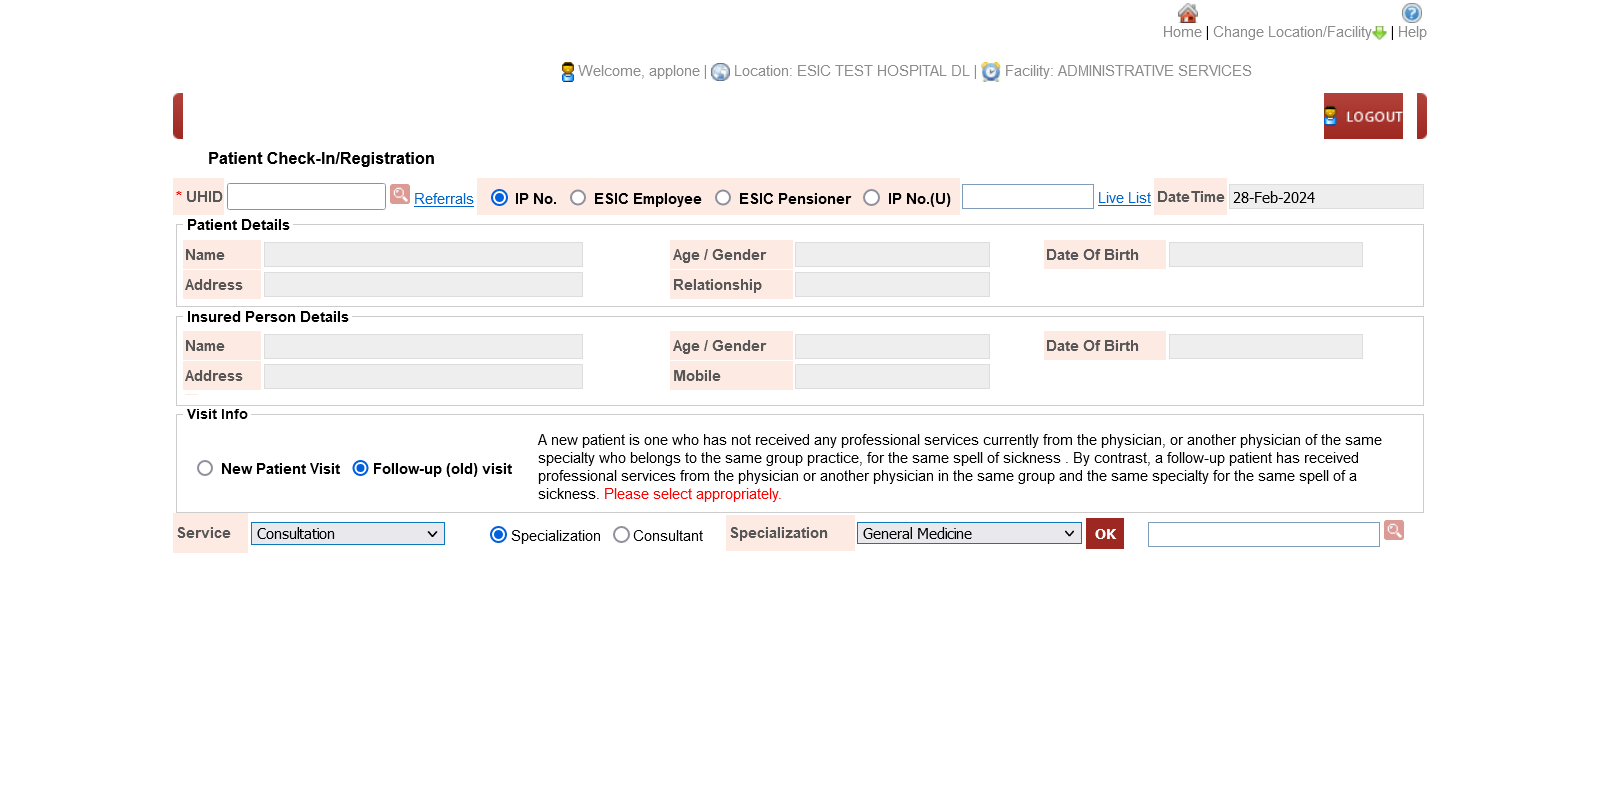 Home | Change Location/Facility | Help
Welcome, applone | Location: ESIC TEST HOSPITAL DL | Facility: ADMINISTRATIVE SERVICES
LOGOUT
Patient Check-In/Registration
* UHID Referrals IP No. ESIC Employee ESIC Pensioner IP No.(U) Live List DateTime 28-Feb-2024
Patient Details
Name Age / Gender Date Of Birth
Address Relationship
Insured Person Details
Name Age / Gender Date Of Birth
Address Mobile
Visit Info
New Patient Visit Follow-up (old) visit
A new patient is one who has not received any professional services currently from the physician, or another physician of the same
specialty who belongs to the same group practice, for the same spell of sickness . By contrast, a follow-up patient has received
professional services from the physician or another physician in the same group and the same specialty for the same spell of a
sickness. Please select appropriately.
Service Consultation Specialization Consultant Specialization General Medicine OK